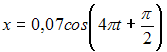 x = 0,07cos(4πt + π/2)